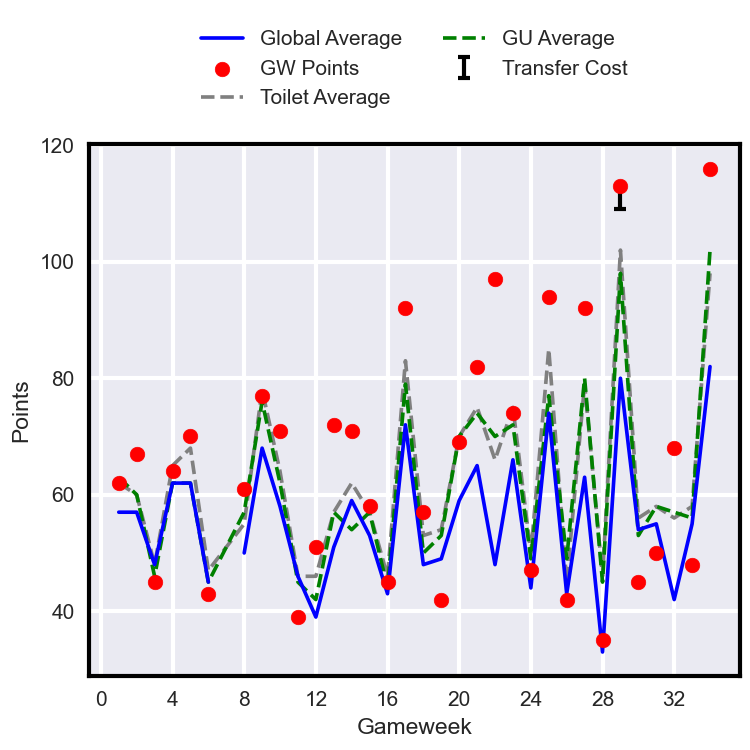 Global Average
GW Points
Toilet Average
GU Average
Transfer Cost
120
100
80
60
40
Points
0 4 8 12 16 20 24 28 32
Gameweek